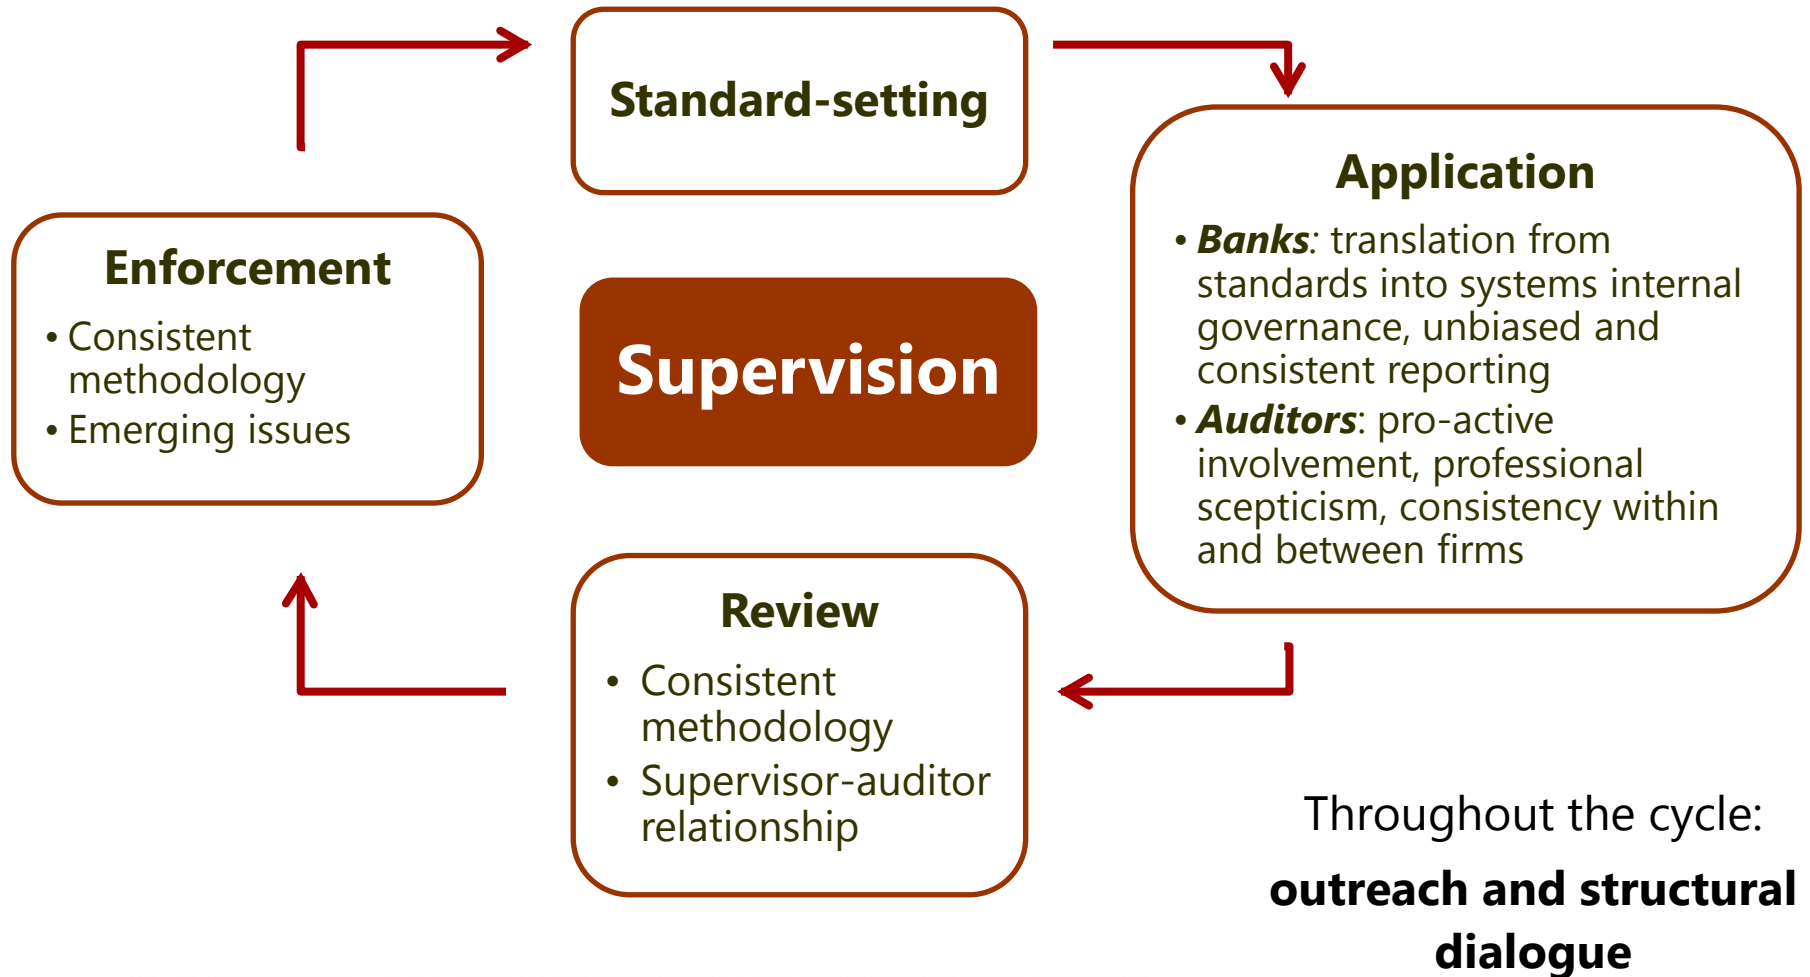 Standard-setting
Application
• Banks: translation from
standards into systems internal
governance, unbiased and
consistent reporting
• Auditors: pro-active
involvement, professional
scepticism, consistency within
and between firms
Enforcement
• Consistent
methodology
• Emerging issues
Supervision
Review
• Consistent
methodology
• Supervisor-auditor
relationship
Throughout the cycle:
outreach and structural
dialogue